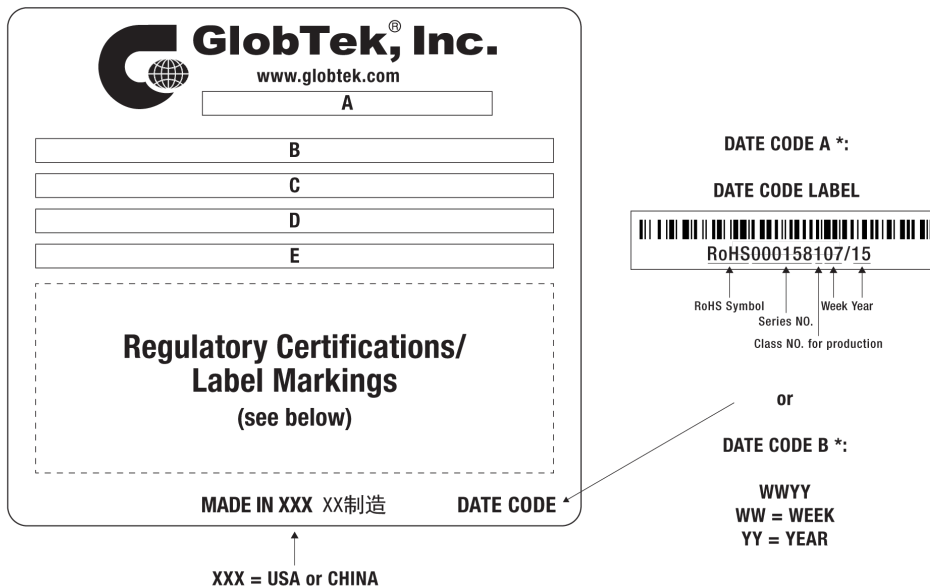 GlobTek,® Inc.
www.globtek.com
A
B
C
D
E
Regulatory Certifications/
Label Markings
(see below)
MADE IN XXX XX制造
DATE CODE
XXX = USA or CHINA
DATE CODE A *:
DATE CODE LABEL
RoHS000158107/15
RoHS Symbol
Week Year
Series NO.
Class NO. for production
or
DATE CODE B *:
WWYY
WW = WEEK
YY = YEAR